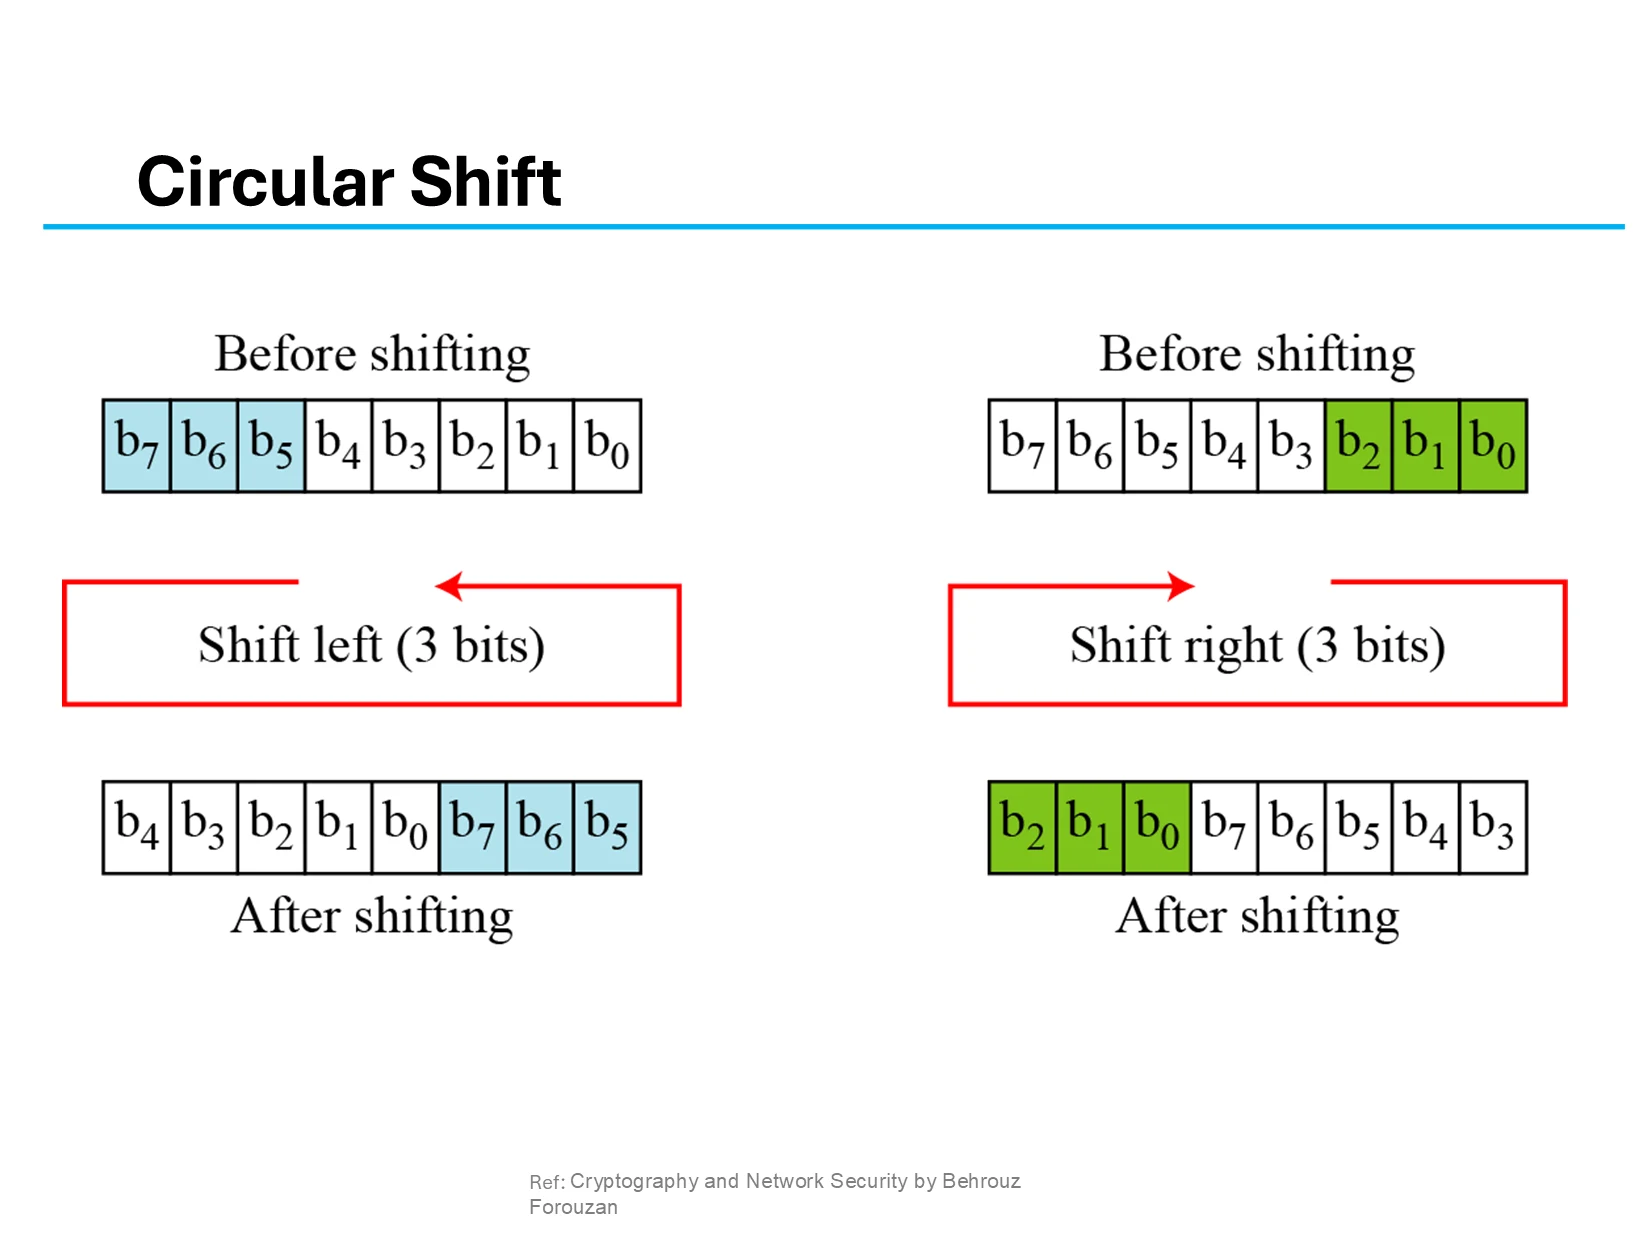 Circular Shift
Before shifting
b7 b6 b5 b4 b3 b2 b1 b0
Shift left (3 bits)
b4 b3 b2 b1 b0 b7 b6 b5
After shifting
Before shifting
b7 b6 b5 b4 b3 b2 b1 b0
Shift right (3 bits)
b2 b1 b0 b7 b6 b5 b4 b3
After shifting
Ref: Cryptography and Network Security by Behrouz
Forouzan